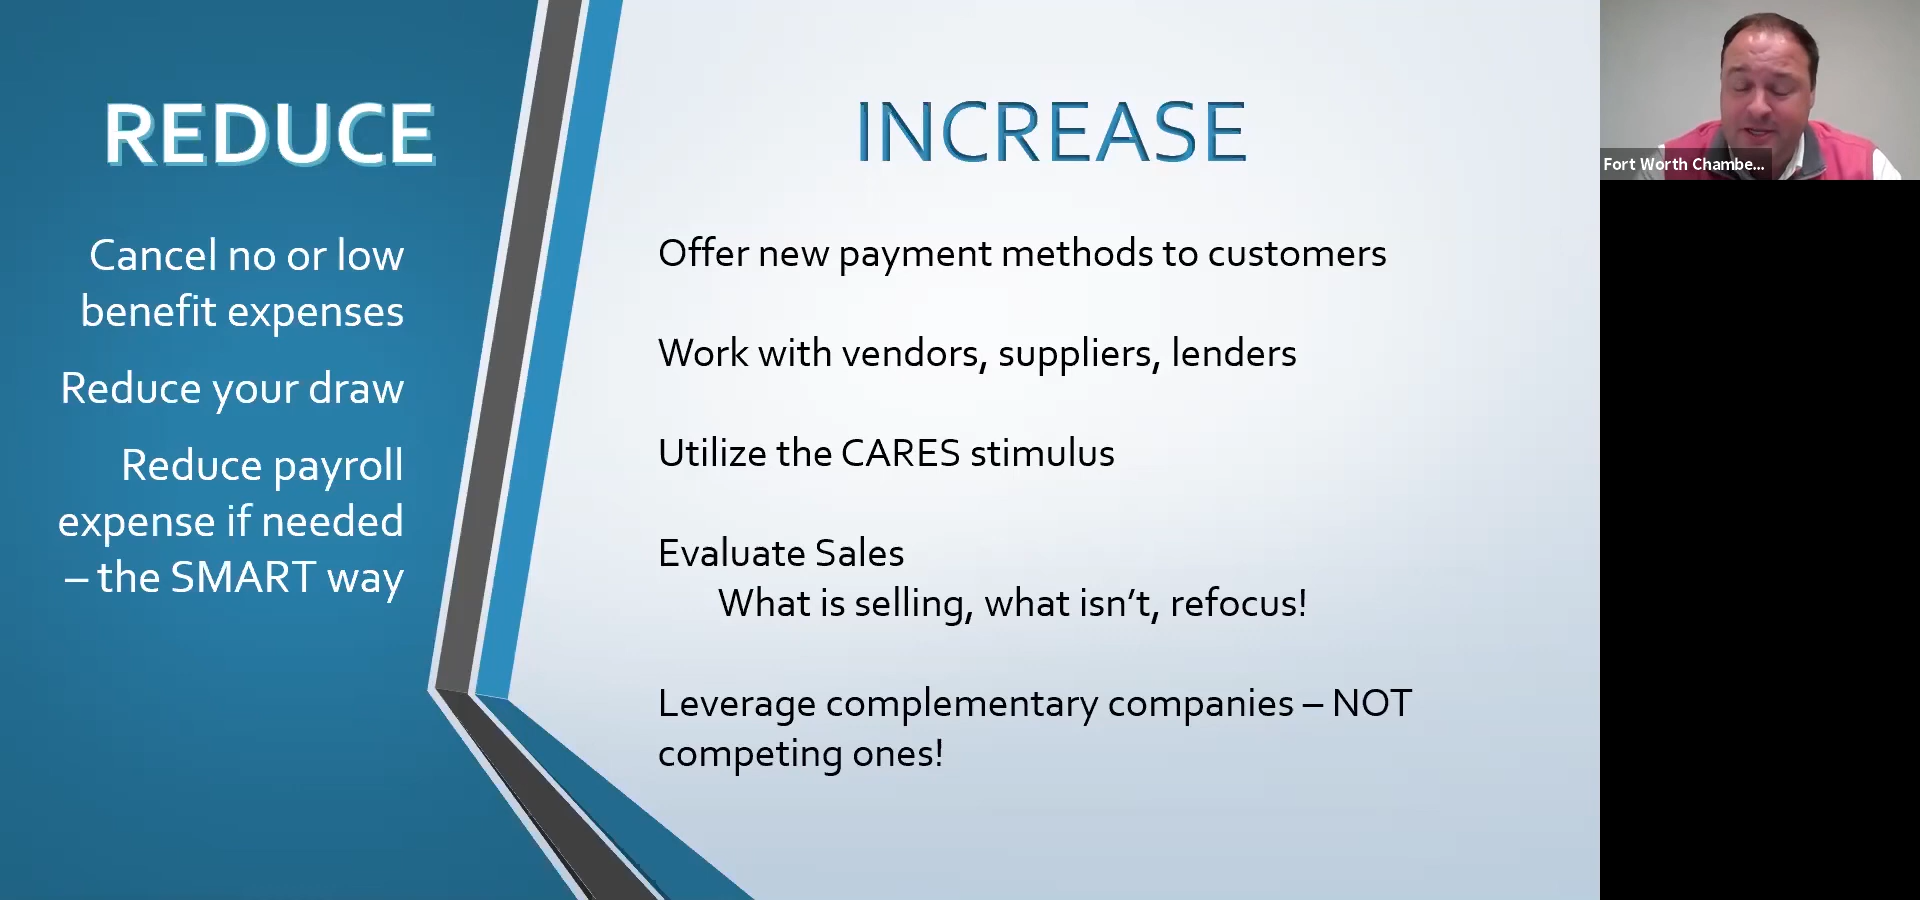 REDUCE
Cancel no or low
benefit expenses
Reduce your draw
Reduce payroll
expense if needed
– the SMART way
INCREASE
Offer new payment methods to customers
Work with vendors, suppliers, lenders
Utilize the CARES stimulus
Evaluate Sales
What is selling, what isn’t, refocus!
Leverage complementary companies – NOT
competing ones!
Fort Worth Chambe...